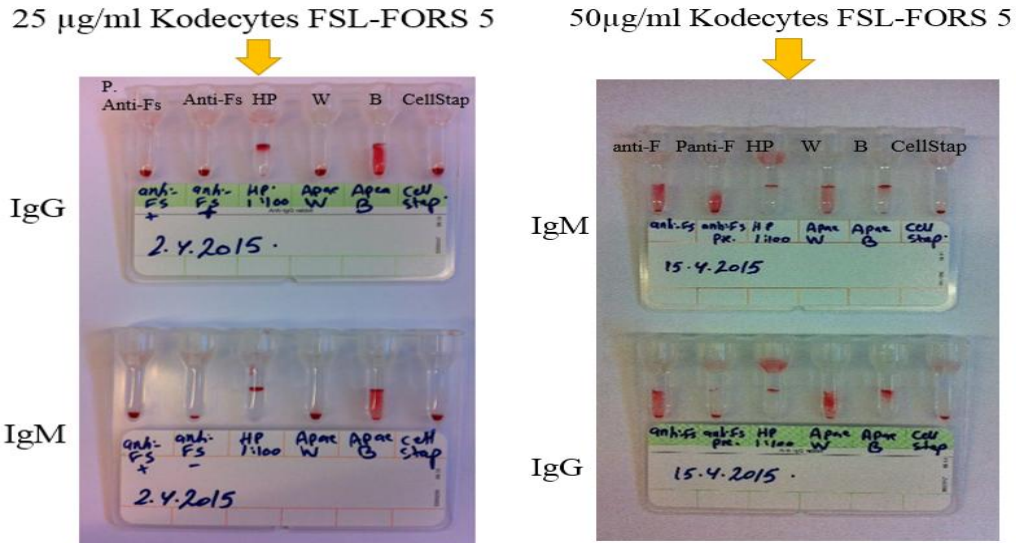 25 µg/ml Kodecytes FSL-FORS 5
50µg/ml Kodecytes FSL-FORS 5
P.
Anti-Fs Anti-Fs HP W B CellStap
IgG
anti- anti- HP. Apae Apea Cell
FS FS 1:100 W B Step.
+ +
2.4.2015.
IgM
anti- anti- HP Apae Apae Cell
FS FS 1:100 W B Stap
+ -
2.4.2015
anti-F Panti-F HP W B CellStap
IgM
anti-Fs anti-Fs HP Apae Apae Cell
Pre. 1:100 W B Stap.
15.4.2015
IgG
anti-Fs anti-Fs HP Apae Apae Cell
Pre. 1:100 W B Step
15.4.2015.